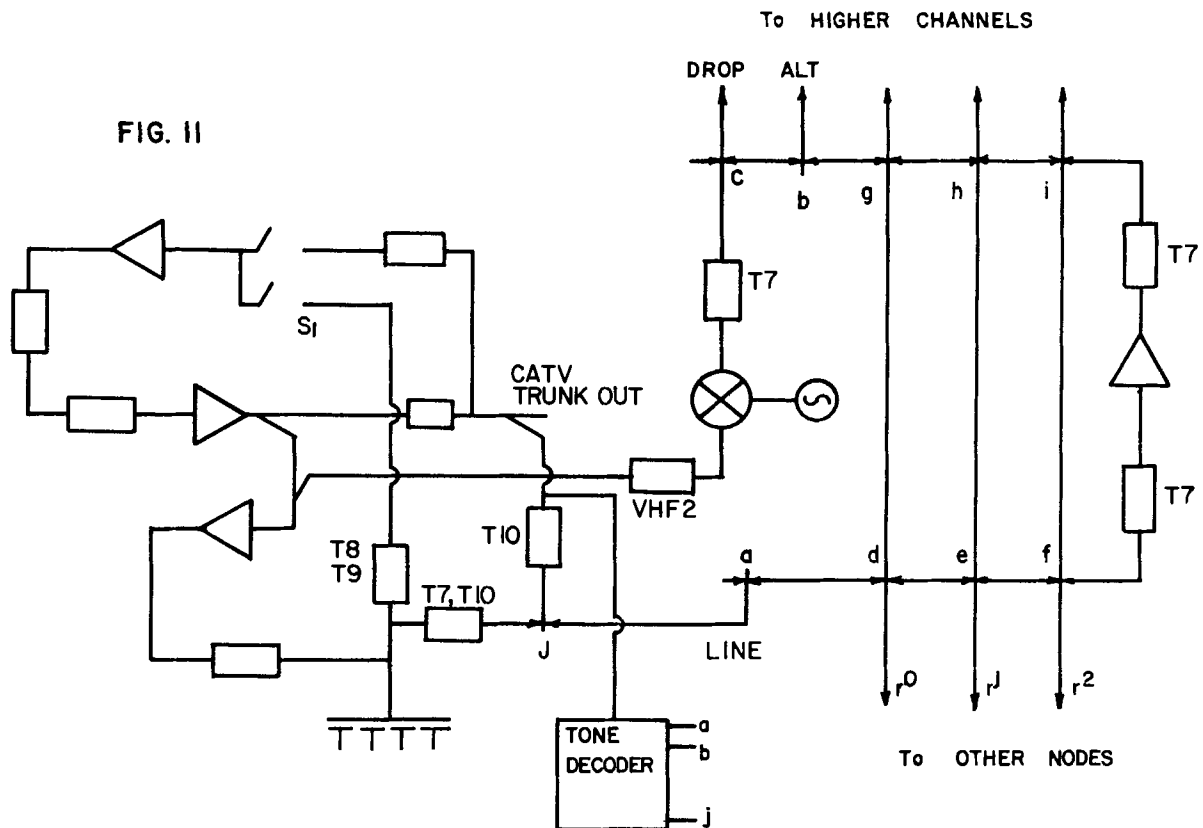 To HIGHER CHANNELS
DROP ALT
FIG. 11
c b g h i
T7
T7
S1
CATV
TRUNK OUT
VHF2
T7
T10
T8
T9
a d e f
T7, T10
J
LINE
r0 rJ r2
TONE
DECODER
a
b
j
To OTHER NODES